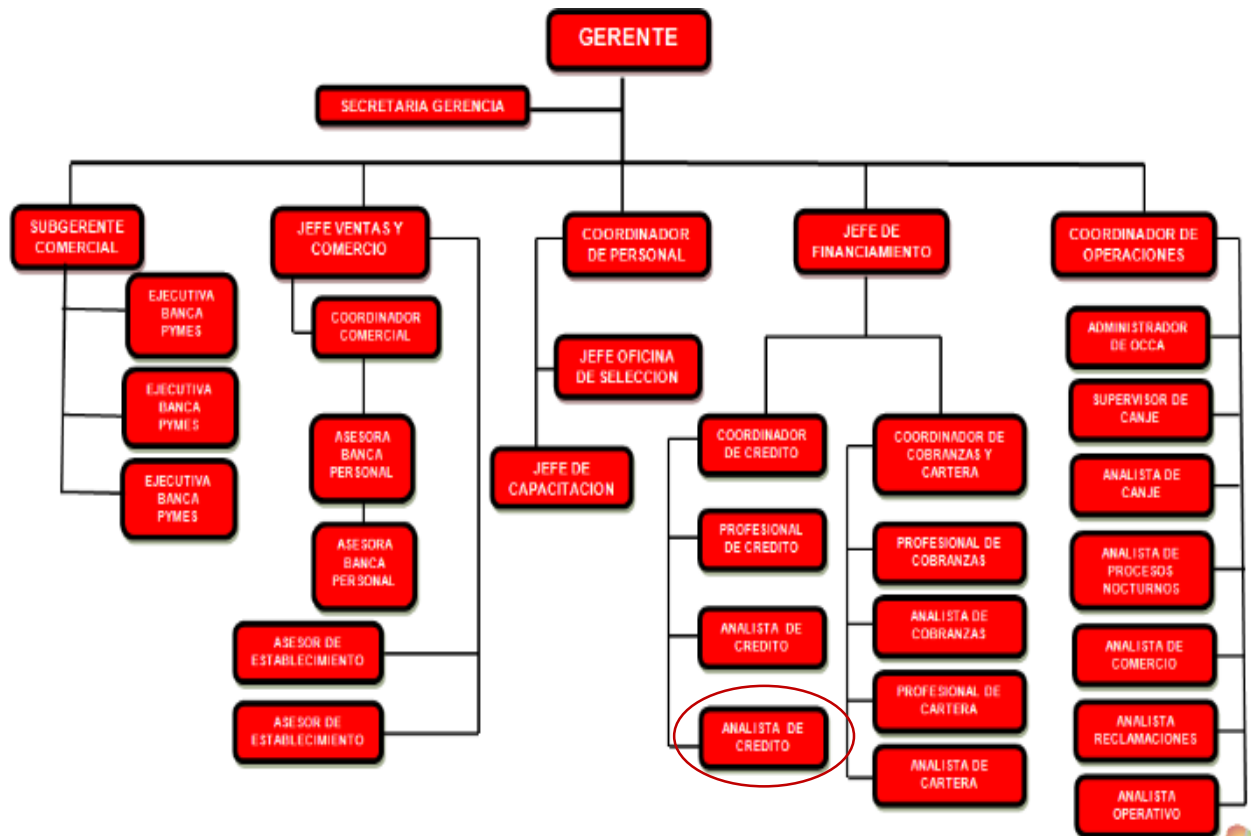 GERENTE
SECRETARIA GERENCIA
SUBGERENTE
COMERCIAL
EJECUTIVA
BANCA
PYMES
EJECUTIVA
BANCA
PYMES
EJECUTIVA
BANCA
PYMES
JEFE VENTAS Y
COMERCIO
COORDINADOR
COMERCIAL
ASESORA
BANCA
PERSONAL
ASESORA
BANCA
PERSONAL
ASESOR DE
ESTABLECIMIENTO
ASESOR DE
ESTABLECIMIENTO
COORDINADOR
DE PERSONAL
JEFE OFICINA
DE SELECCION
JEFE DE
CAPACITACION
JEFE DE
FINANCIAMIENTO
COORDINADOR
DE CREDITO
PROFESIONAL
DE CREDITO
ANALISTA DE
CREDITO
ANALISTA DE
CREDITO
COORDINADOR DE
COBRANZAS Y
CARTERA
PROFESIONAL DE
COBRANZAS
ANALISTA DE
COBRANZAS
PROFESIONAL DE
CARTERA
ANALISTA DE
CARTERA
COORDINADOR DE
OPERACIONES
ADMINISTRADOR
DE OCCA
SUPERVISOR DE
CANJE
ANALISTA DE
CANJE
ANALISTA DE
PROCESOS
NOCTURNOS
ANALISTA DE
COMERCIO
ANALISTA
RECLAMACIONES
ANALISTA
OPERATIVO